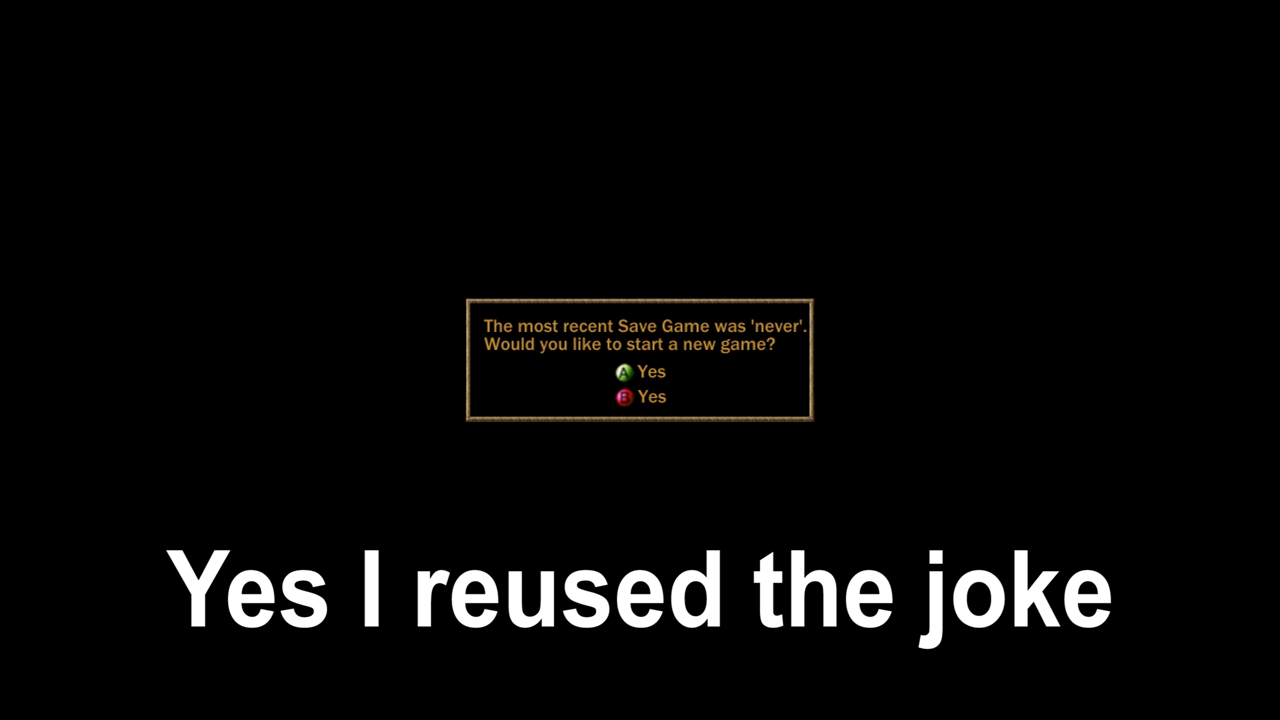 The most recent Save Game was 'never'.
Would you like to start a new game?
A Yes
B Yes
Yes I reused the joke